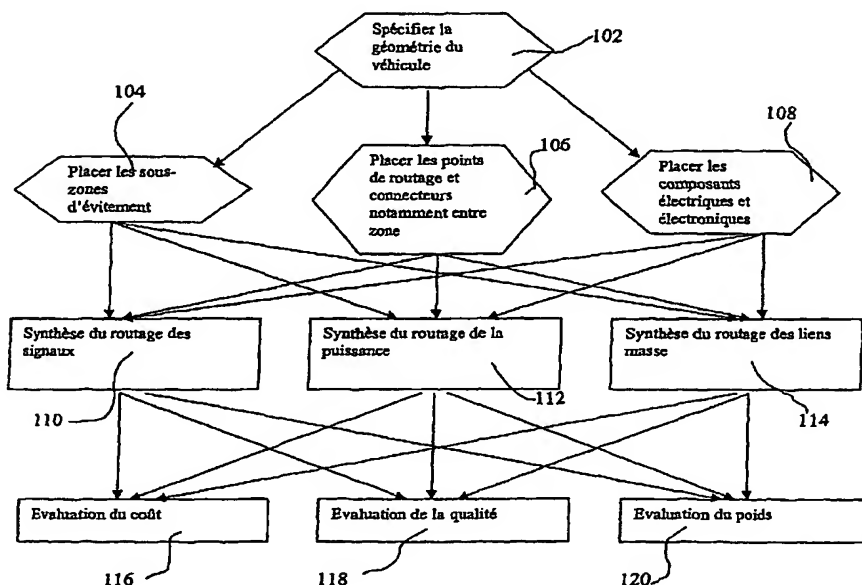 Spécifier la
géométrie du
véhicule
102
104
106
108
Placer les sous-
zones
d'évitement
Placer les points
de routage et
connecteurs
notamment entre
zone
Placer les
composants
électriques et
électroniques
Synthèse du routage des
signaux
Synthèse du routage de la
puissance
Synthèse du routage des liens
masse
110
112
114
Evaluation du coût
Evaluation de la qualité
Evaluation du poids
116
118
120